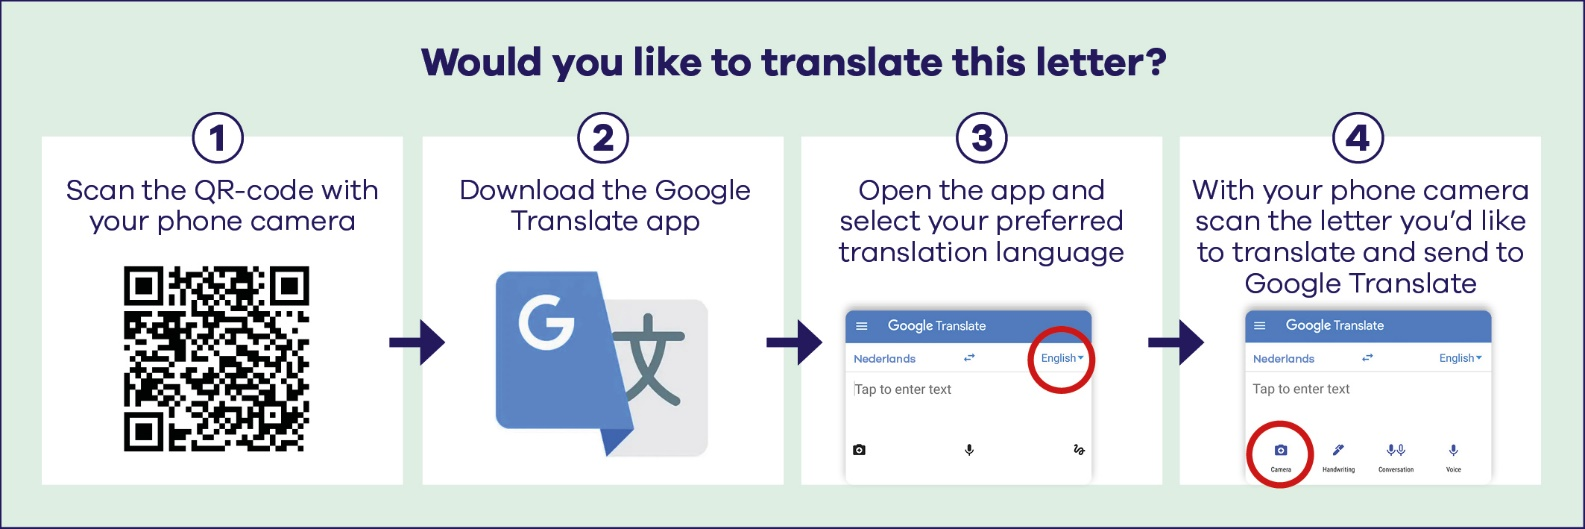 Would you like to translate this letter?
1
Scan the QR-code with
your phone camera
2
Download the Google
Translate app
G
文
3
Open the app and
select your preferred
translation language
Google Translate
Nederlands
English
Tap to enter text
4
With your phone camera
scan the letter you'd like
to translate and send to
Google Translate
Google Translate
Nederlands
English
Tap to enter text
Camera
Handwriting
Conversation
Voice